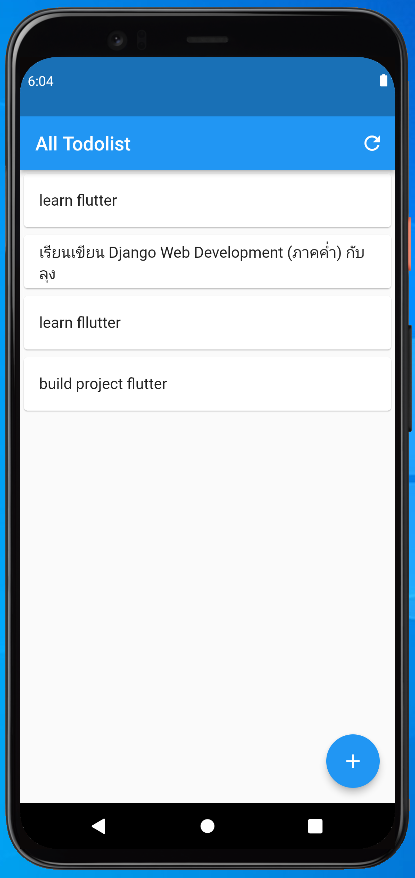 6:04
All Todolist
learn flutter
เรียนเขียน Django Web Development (ภาคค่ำ) กับ
ลุง
learn fllutter
build project flutter